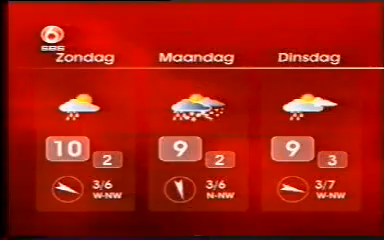 6
SBS
Zondag Maandag Dinsdag
10 2 9 2 9 3
3/6 3/6 3/7
W-NW N-NW W-NW